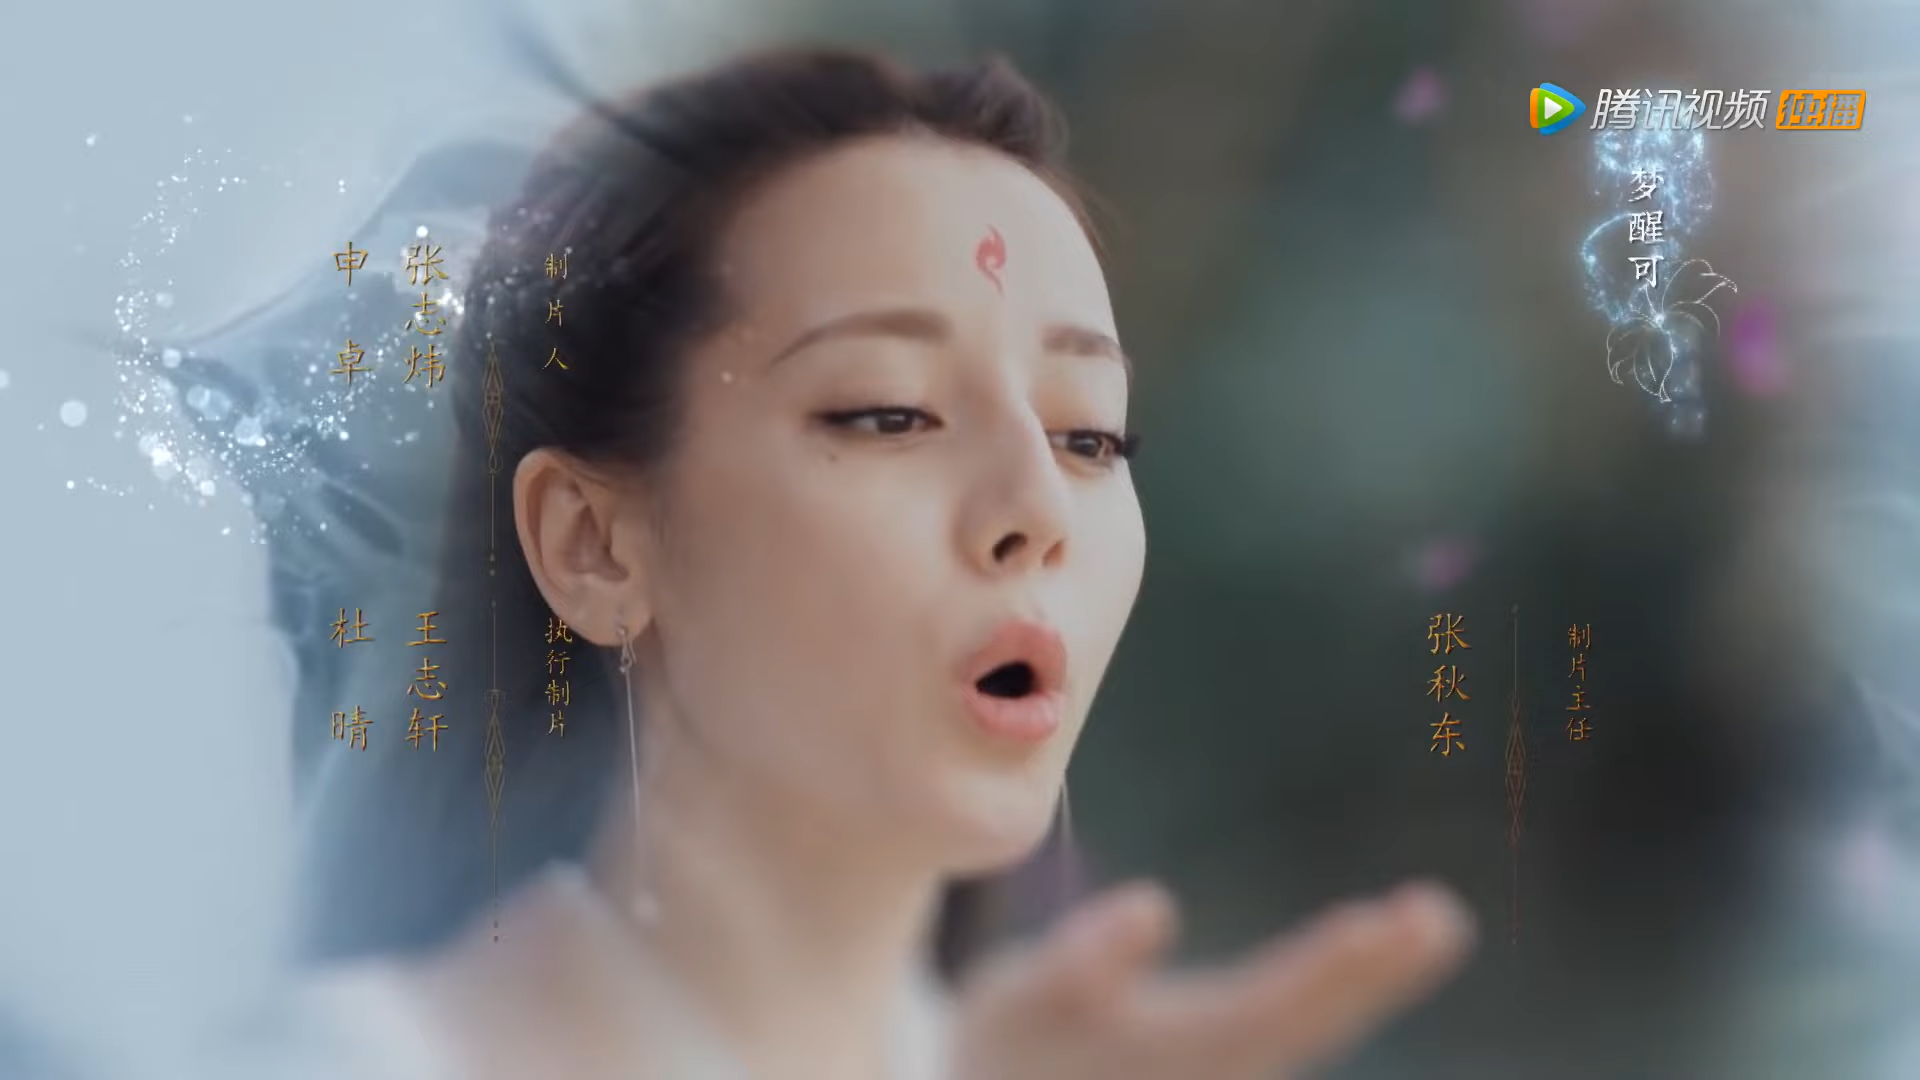 腾讯视频 独播
梦醒可
制片人
张志炜
申卓
执行制片
王志轩
杜晴
制片主任
张秋东